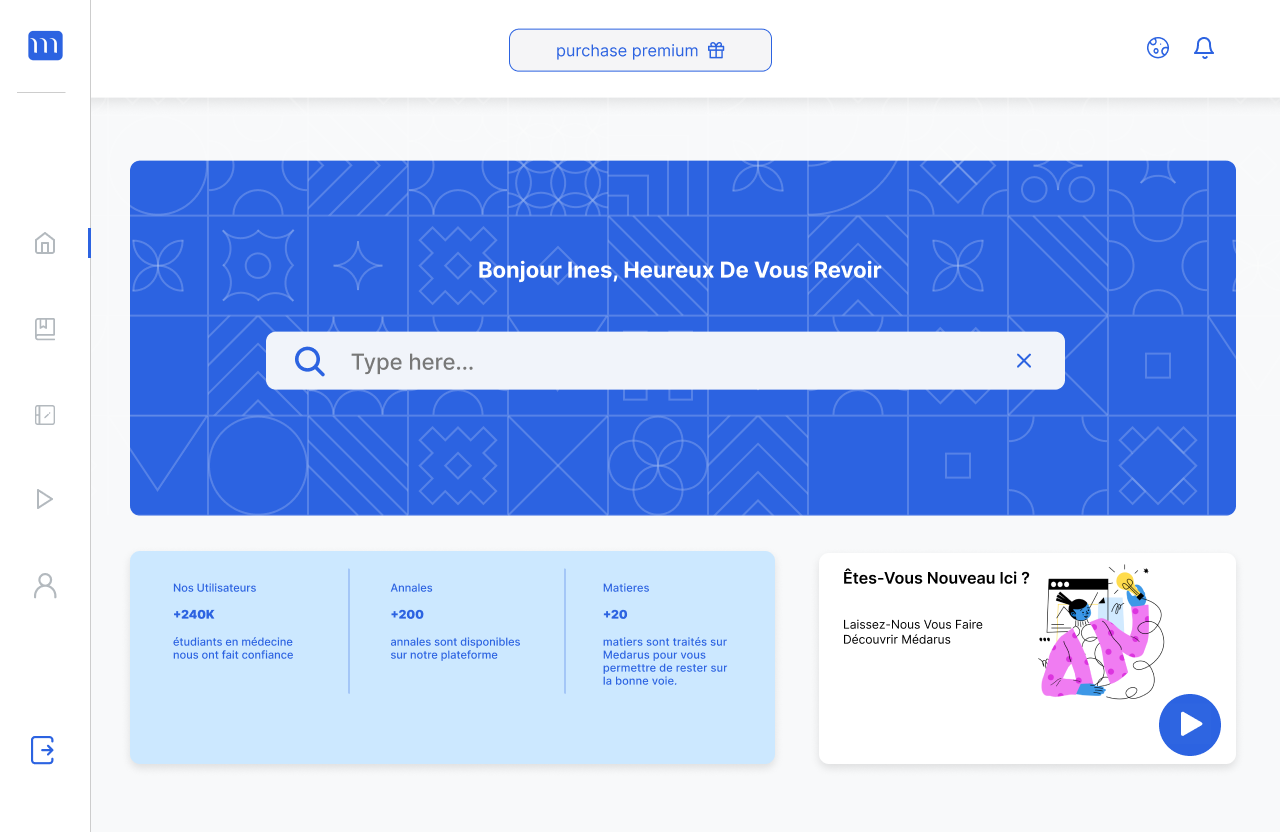 m
purchase premium
Bonjour Ines, Heureux De Vous Revoir
Type here...
Nos Utilisateurs
+240K
étudiants en médecine
nous ont fait confiance
Annales
+200
annales sont disponibles
sur notre plateforme
Matieres
+20
matiers sont traités sur
Medarus pour vous
permettre de rester sur
la bonne voie.
Êtes-Vous Nouveau Ici ?
Laissez-Nous Vous Faire
Découvrir Médarus